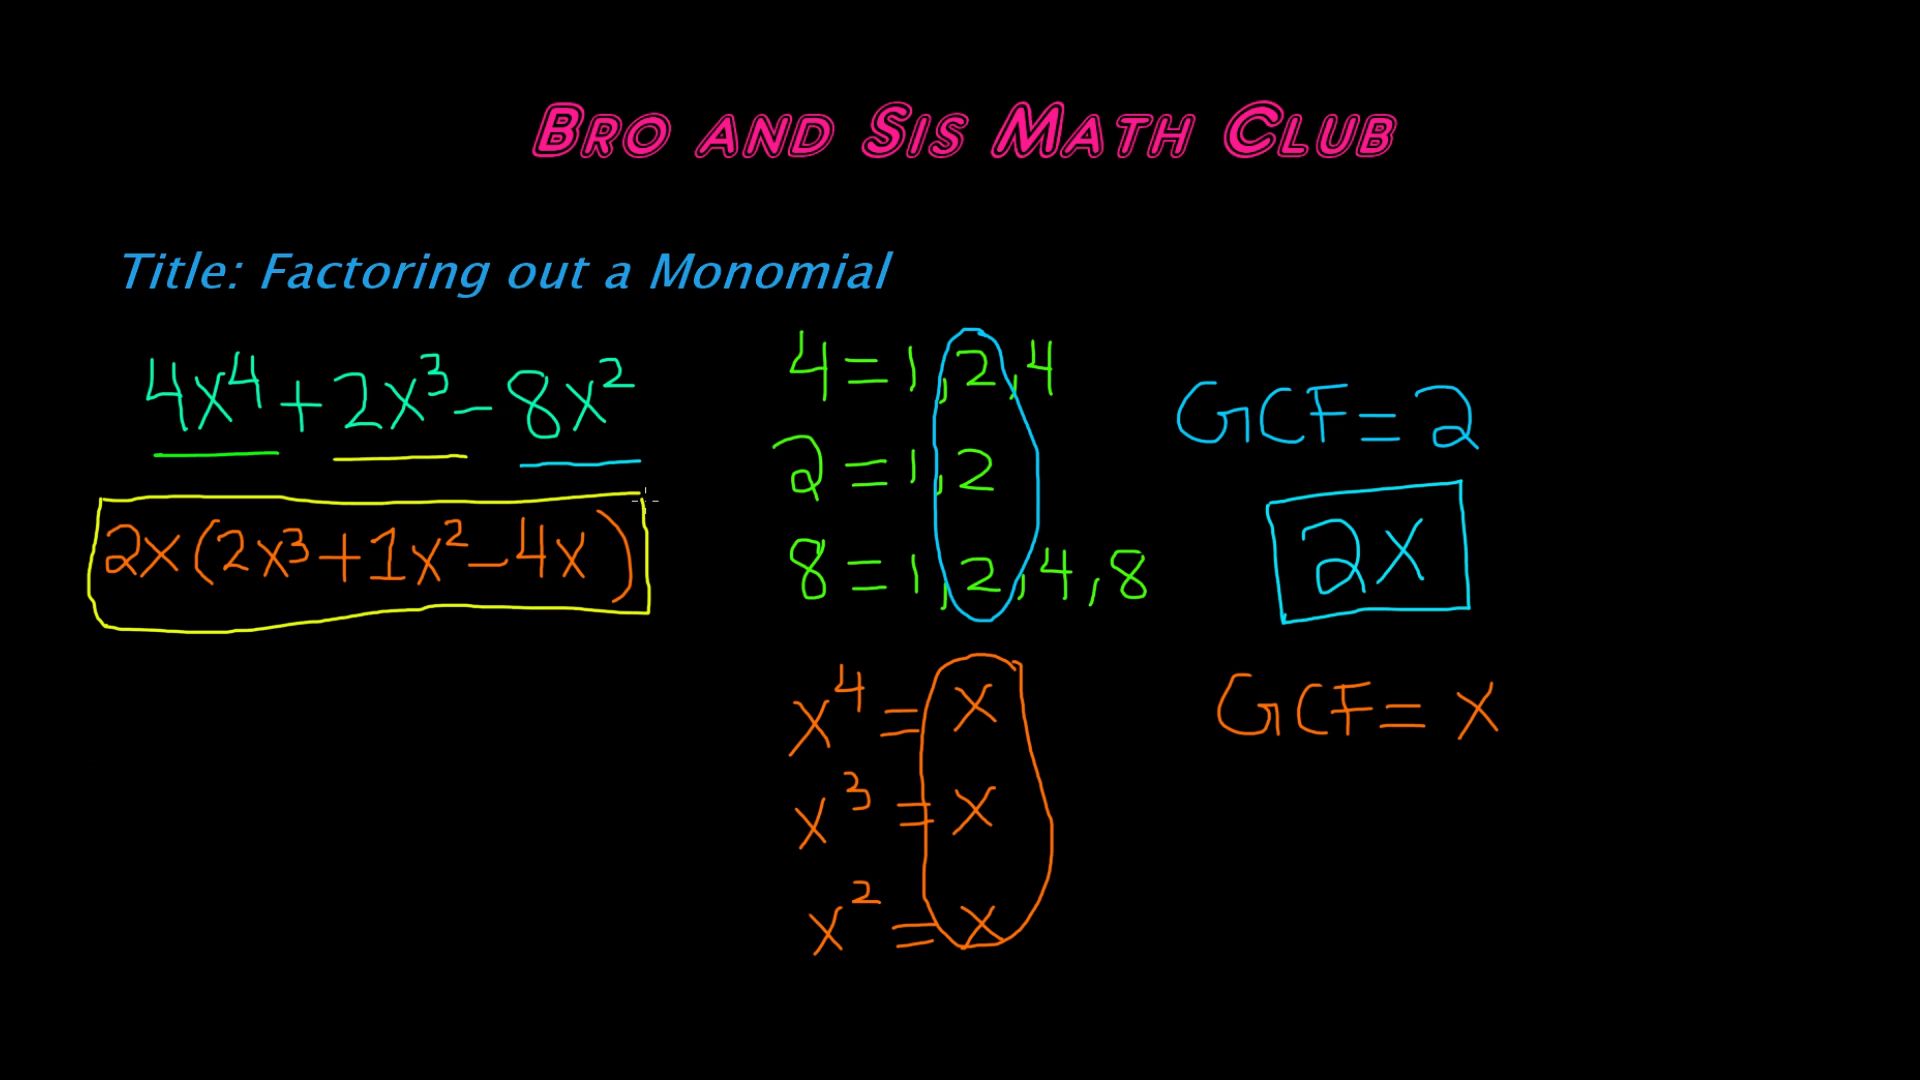 Bro and Sis Math Club
Title: Factoring out a Monomial
4x⁴ + 2x³ - 8x²
2x(2x³ + 1x² - 4x)
4 = 1, 2, 4
2 = 1, 2
8 = 1, 2, 4, 8
x⁴ = x
x³ = x
x² = x
GCF = 2
2x
GCF = x